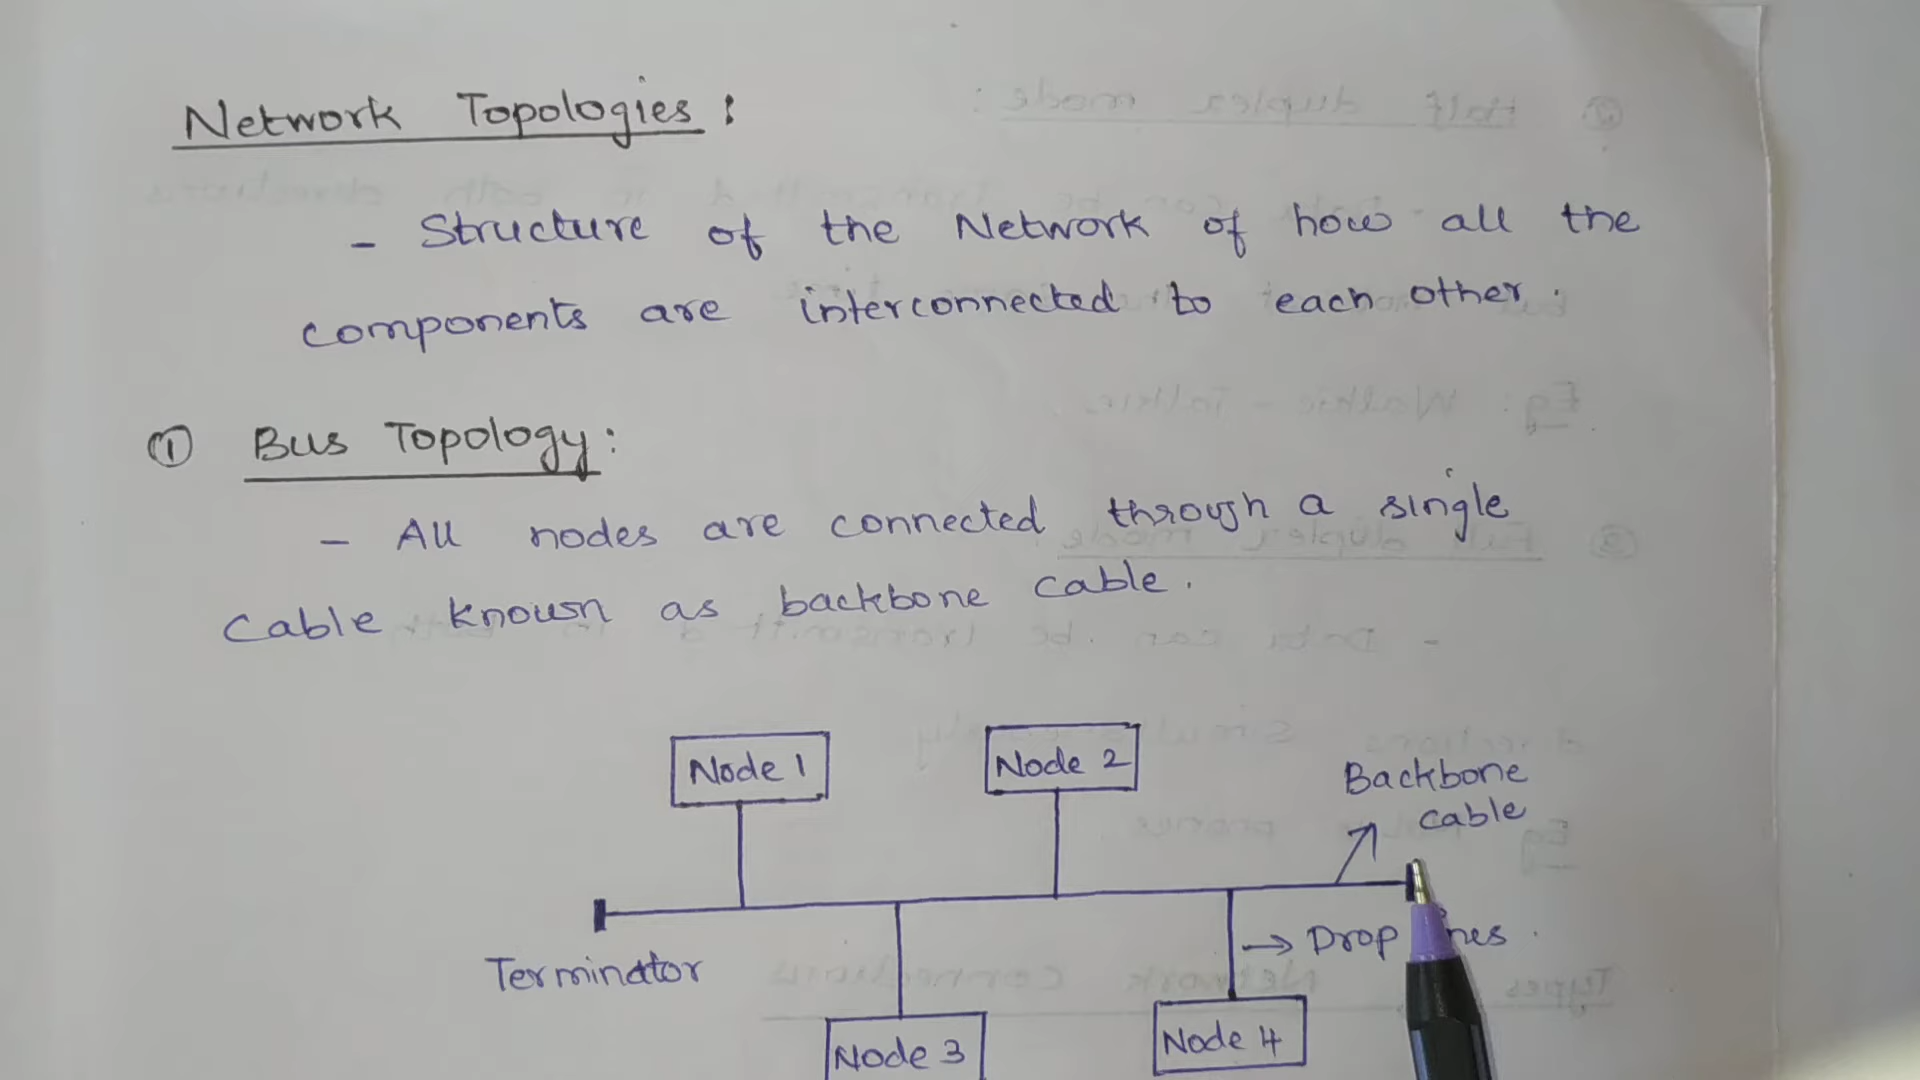 Network Topologies :
- Structure of the Network of how all the
components are interconnected to each other.
① Bus Topology:
- All nodes are connected through a single
Cable known as backbone cable.
Node 1
Node 2
Backbone
cable
Terminator
→ Drop
Node 3
Node 4